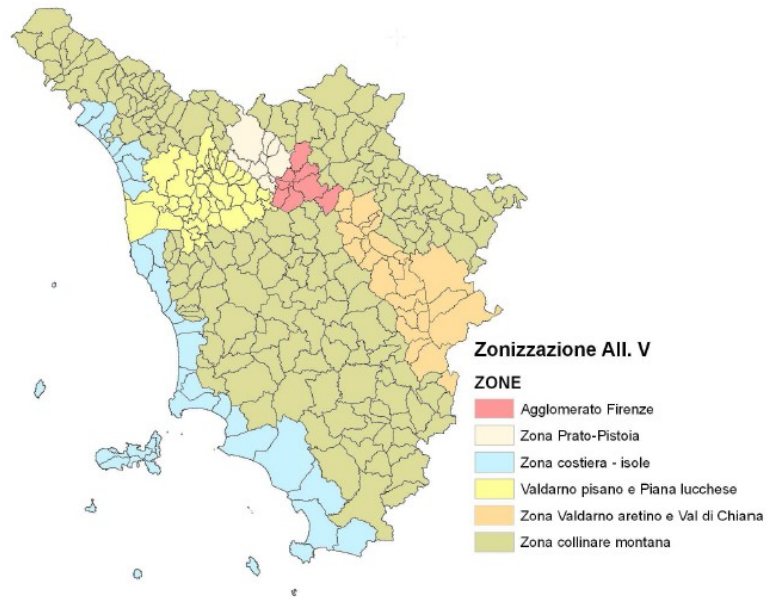 Zonizzazione All. V
ZONE
Agglomerato Firenze
Zona Prato-Pistoia
Zona costiera - isole
Valdarno pisano e Piana lucchese
Zona Valdarno aretino e Val di Chiana
Zona collinare montana